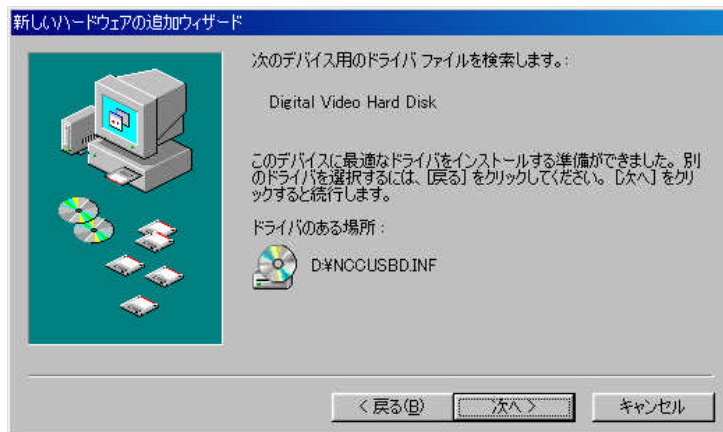 新しいハードウェアの追加ウィザード
次のデバイス用のドライバ ファイルを検索します。:
Digital Video Hard Disk
このデバイスに最適なドライバをインストールする準備ができました。別
のドライバを選択するには、[戻る] をクリックしてください。[次へ] をクリ
ックすると続行します。
ドライバのある場所 :
D:¥NCCUSBD.INF
< 戻る(B)
次へ >
キャンセル